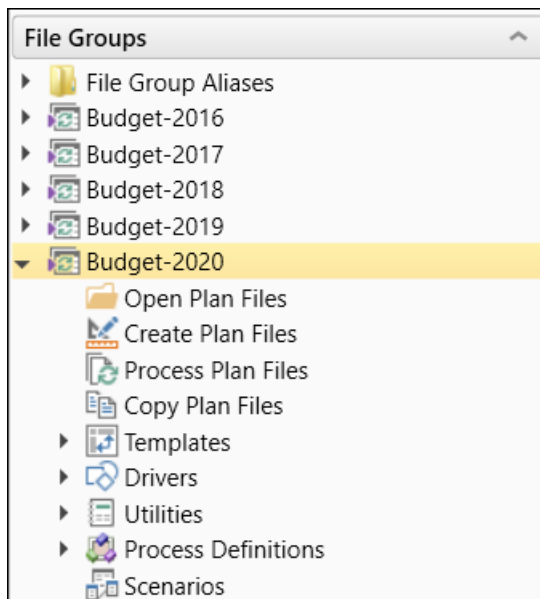 File Groups
File Group Aliases
Budget-2016
Budget-2017
Budget-2018
Budget-2019
Budget-2020
Open Plan Files
Create Plan Files
Process Plan Files
Copy Plan Files
Templates
Drivers
Utilities
Process Definitions
Scenarios